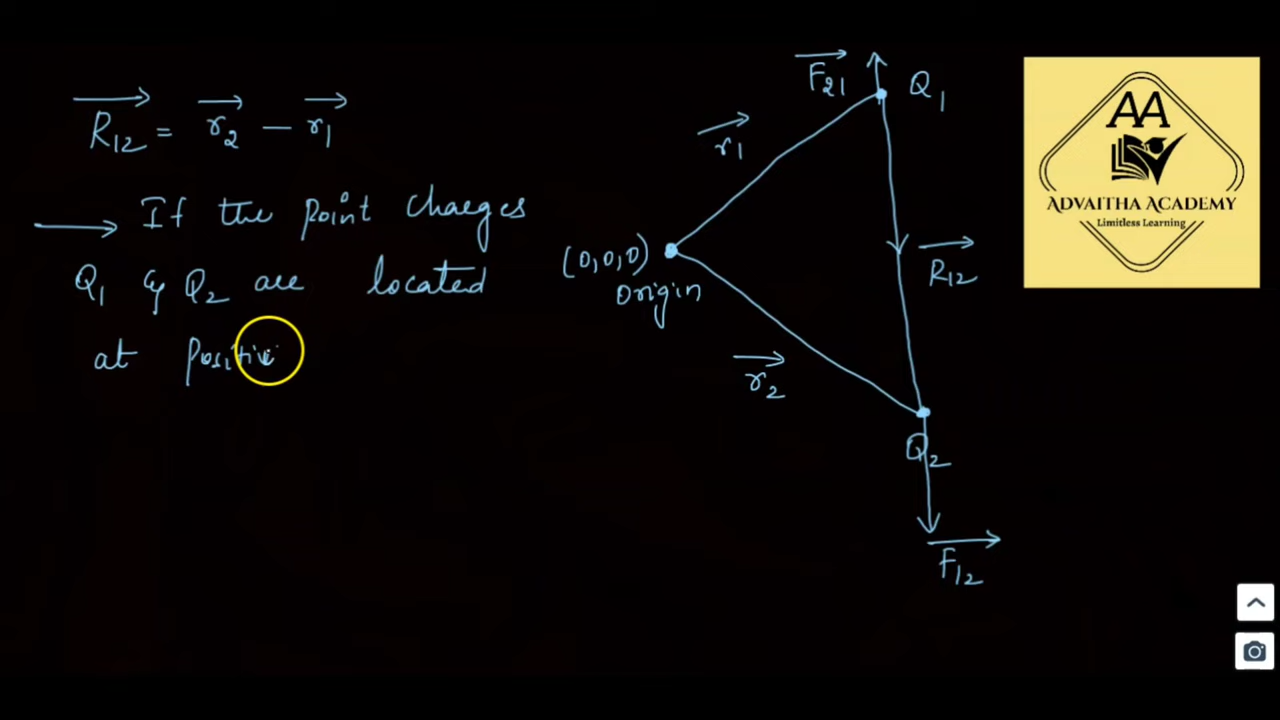 R₁₂ = r₂ − r₁
→ If the point charges
Q₁ & Q₂ are located
at positi
F₂₁
Q₁
r₁
(0,0,0)
origin
R₁₂
r₂
Q₂
F₁₂
AA
ADVAITHA ACADEMY
Limitless Learning